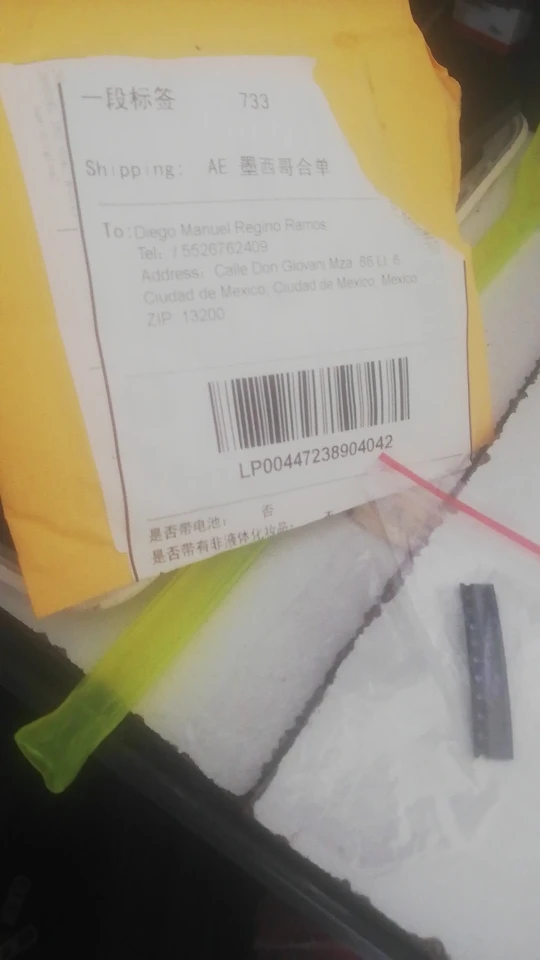 一段标签 733
Shipping: AE 墨西哥合单
To: Diego Manuel Regino Ramos
Tel: / 5526762409
Address: Calle Don Giovani Mza 86 Lt 8
Ciudad de Mexico, Ciudad de Mexico, Mexico
ZIP 13200
LP00447238904042
是否带电池: 否
是否带有非液体化妆品: